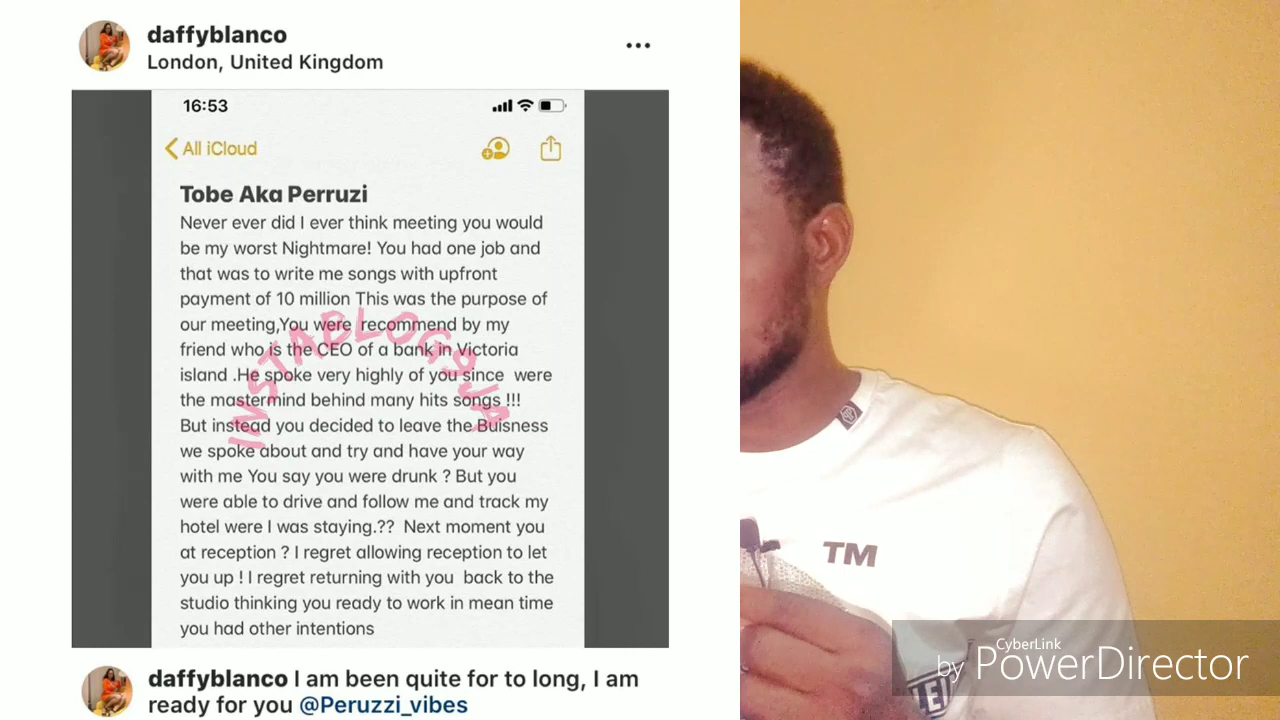 daffyblanco
London, United Kingdom
16:53
All iCloud
Tobe Aka Perruzi
Never ever did I ever think meeting you would
be my worst Nightmare! You had one job and
that was to write me songs with upfront
payment of 10 million This was the purpose of
our meeting,You were recommend by my
friend who is the CEO of a bank in Victoria
island .He spoke very highly of you since were
the mastermind behind many hits songs !!!
But instead you decided to leave the Buisness
we spoke about and try and have your way
with me You say you were drunk ? But you
were able to drive and follow me and track my
hotel were I was staying.?? Next moment you
at reception ? I regret allowing reception to let
you up ! I regret returning with you back to the
studio thinking you ready to work in mean time
you had other intentions
INSTABLOG9JA
daffyblanco I am been quite for to long, I am
ready for you @Peruzzi_vibes
TM
CyberLink
by PowerDirector